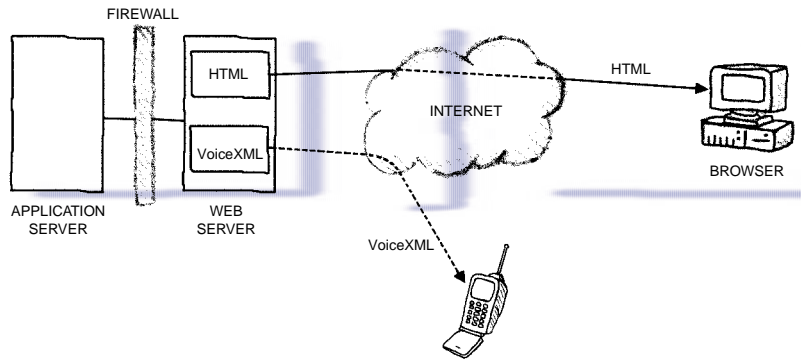 FIREWALL
HTML
VoiceXML
INTERNET
HTML
BROWSER
APPLICATION
SERVER
WEB
SERVER
VoiceXML